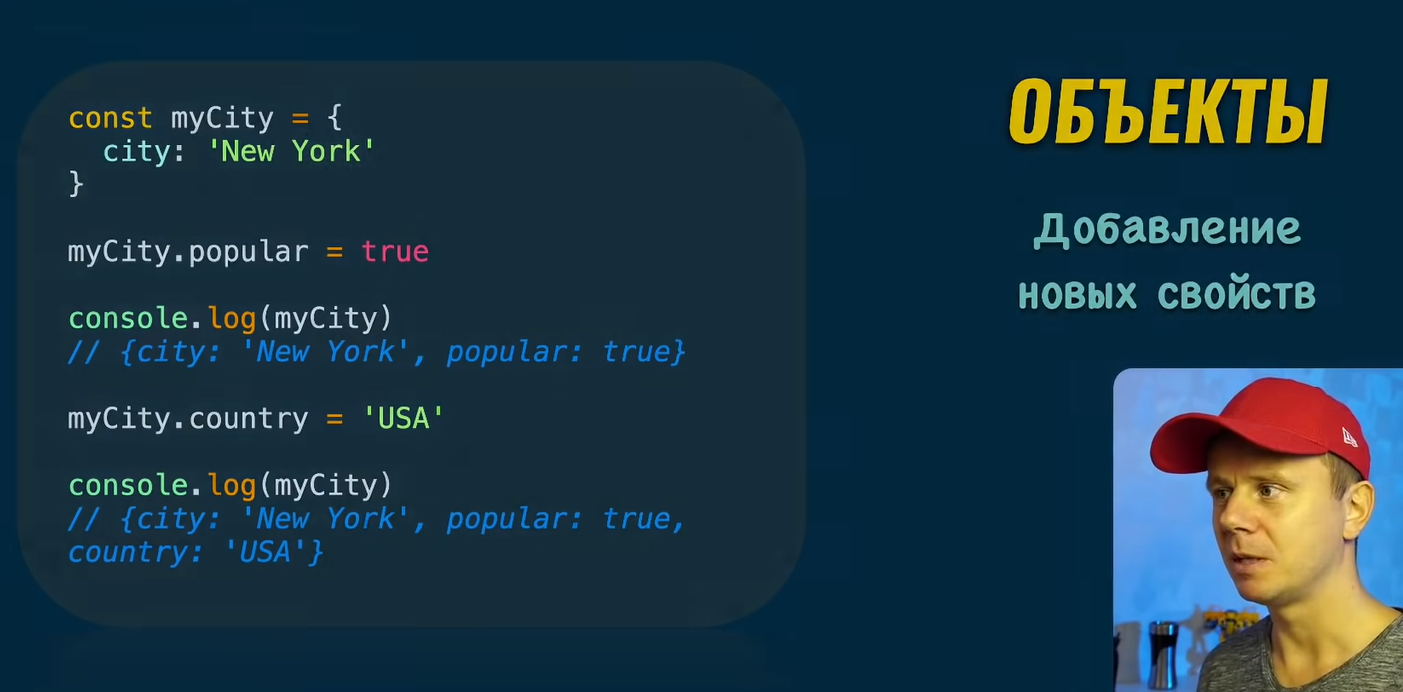 const myCity = {
  city: 'New York'
}
myCity.popular = true
console.log(myCity)
// {city: 'New York', popular: true}
myCity.country = 'USA'
console.log(myCity)
// {city: 'New York', popular: true,
country: 'USA'}
ОБЪЕКТЫ
Добавление
новых свойств